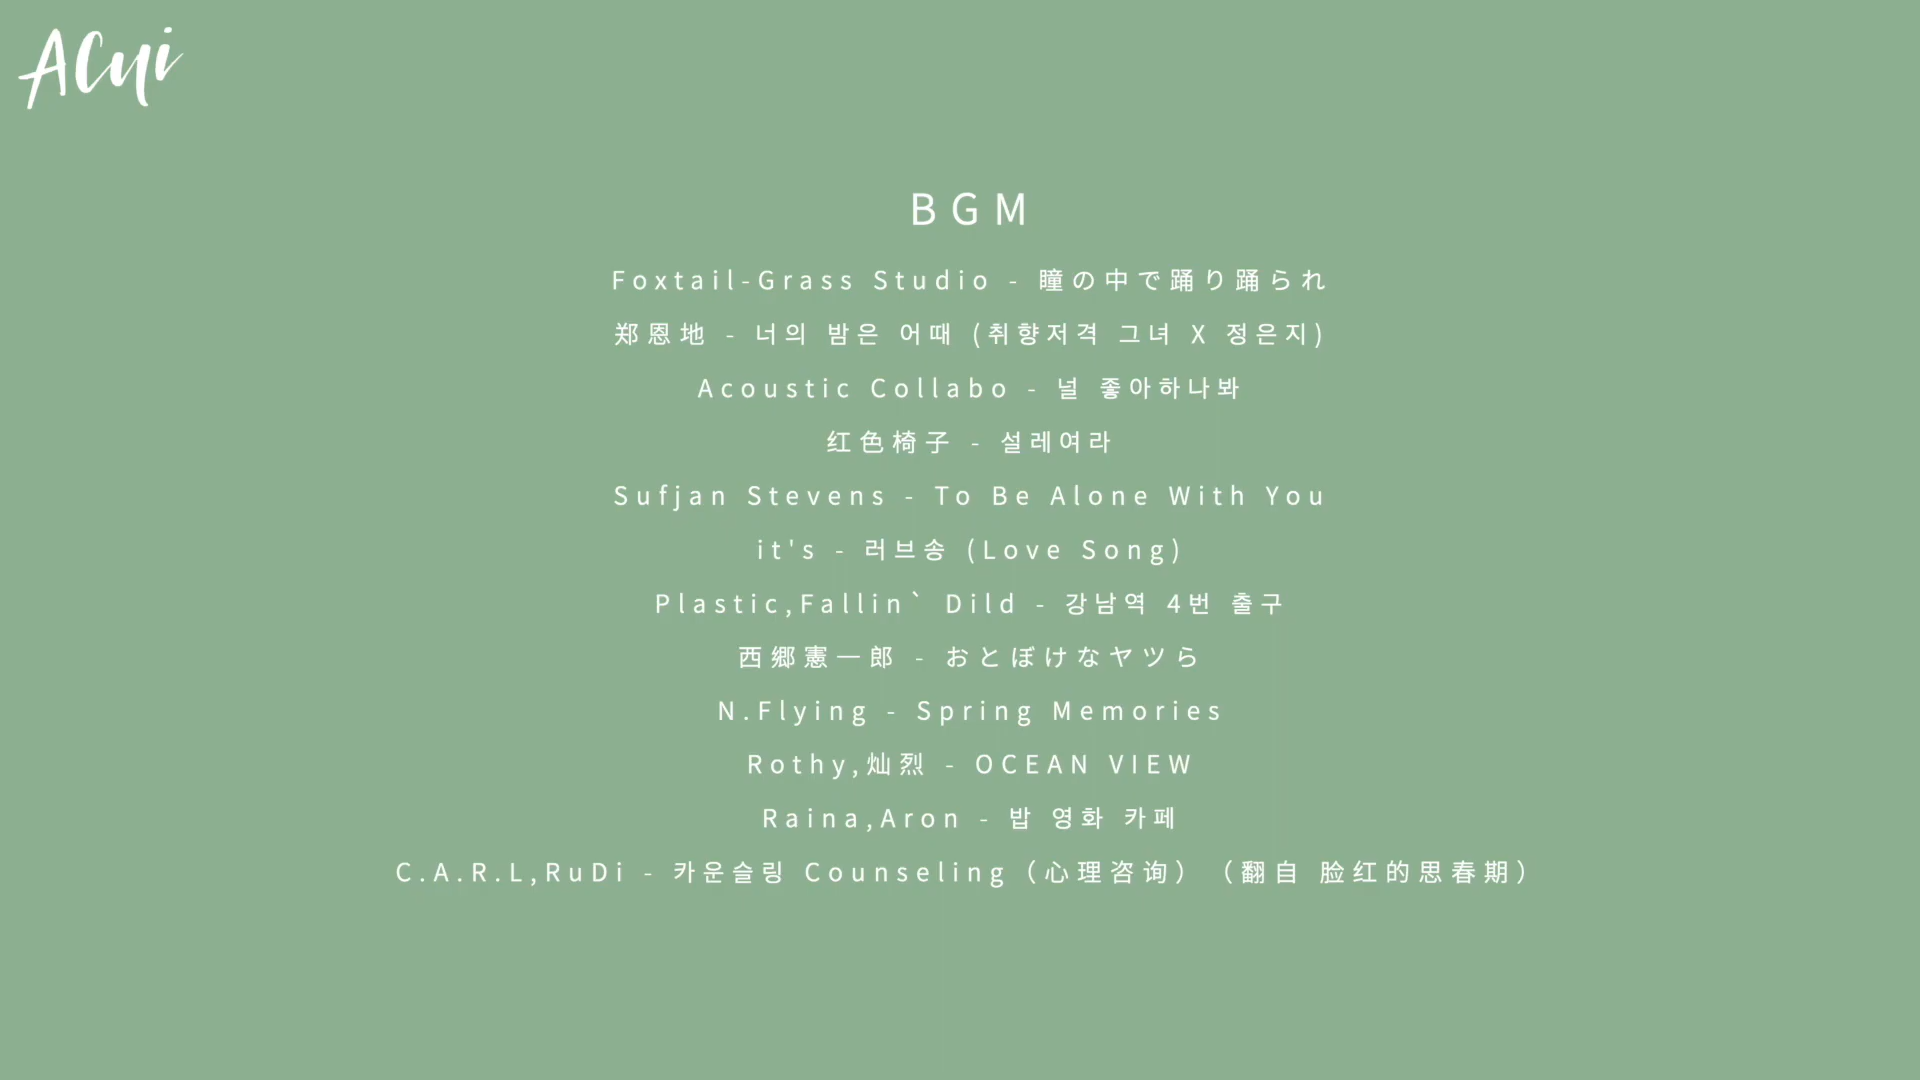 ACui
BGM
Foxtail-Grass Studio - 瞳の中で踊り踊られ
郑恩地 - 너의 밤은 어때 (취향저격 그녀 X 정은지)
Acoustic Collabo - 널 좋아하나봐
红色椅子 - 설레여라
Sufjan Stevens - To Be Alone With You
it's - 러브송 (Love Song)
Plastic,Fallin` Dild - 강남역 4번 출구
西郷憲一郎 - おとぼけなヤツら
N.Flying - Spring Memories
Rothy,灿烈 - OCEAN VIEW
Raina,Aron - 밥 영화 카페
C.A.R.L,RuDi - 카운슬링 Counseling（心理咨询）（翻自 脸红的思春期）